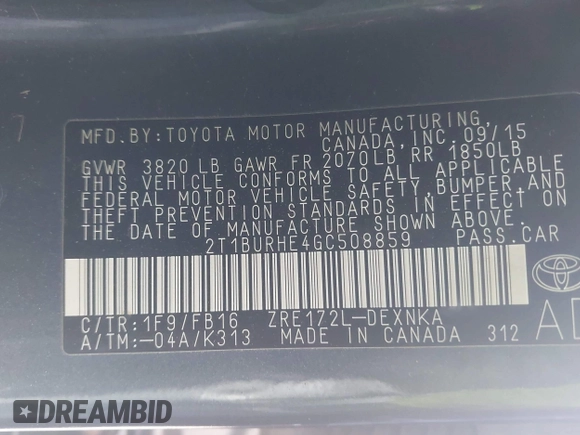 MFD. BY: TOYOTA MOTOR MANUFACTURING,
CANADA, INC. 09/15
GVWR 3820 LB GAWR FR 2070LB, RR 1850LB
THIS VEHICLE CONFORMS TO ALL APPLICABLE
FEDERAL MOTOR VEHICLE SAFETY, BUMPER, AND
THEFT PREVENTION STANDARDS IN EFFECT ON
THE DATE OF MANUFACTURE SHOWN ABOVE.
2T1BURHE4GC508859 PASS. CAR
C/TR: 1F9/FB16 ZRE172L-DEXNKA
A/TM: -04A/K313 MADE IN CANADA 312
DREAMBID